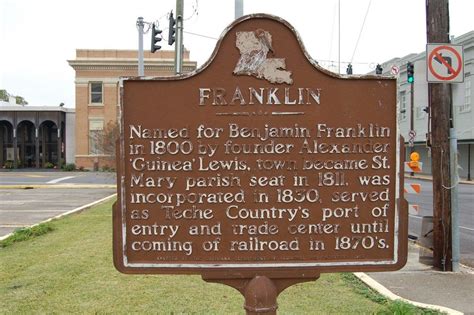 FRANKLIN
Named for Benjamin Franklin
in 1800 by founder Alexander
'Guinea' Lewis, town became St.
Mary parish seat in 1811, was
incorporated in 1830, served
as Teche Country's port of
entry and trade center until
coming of railroad in 1870's.